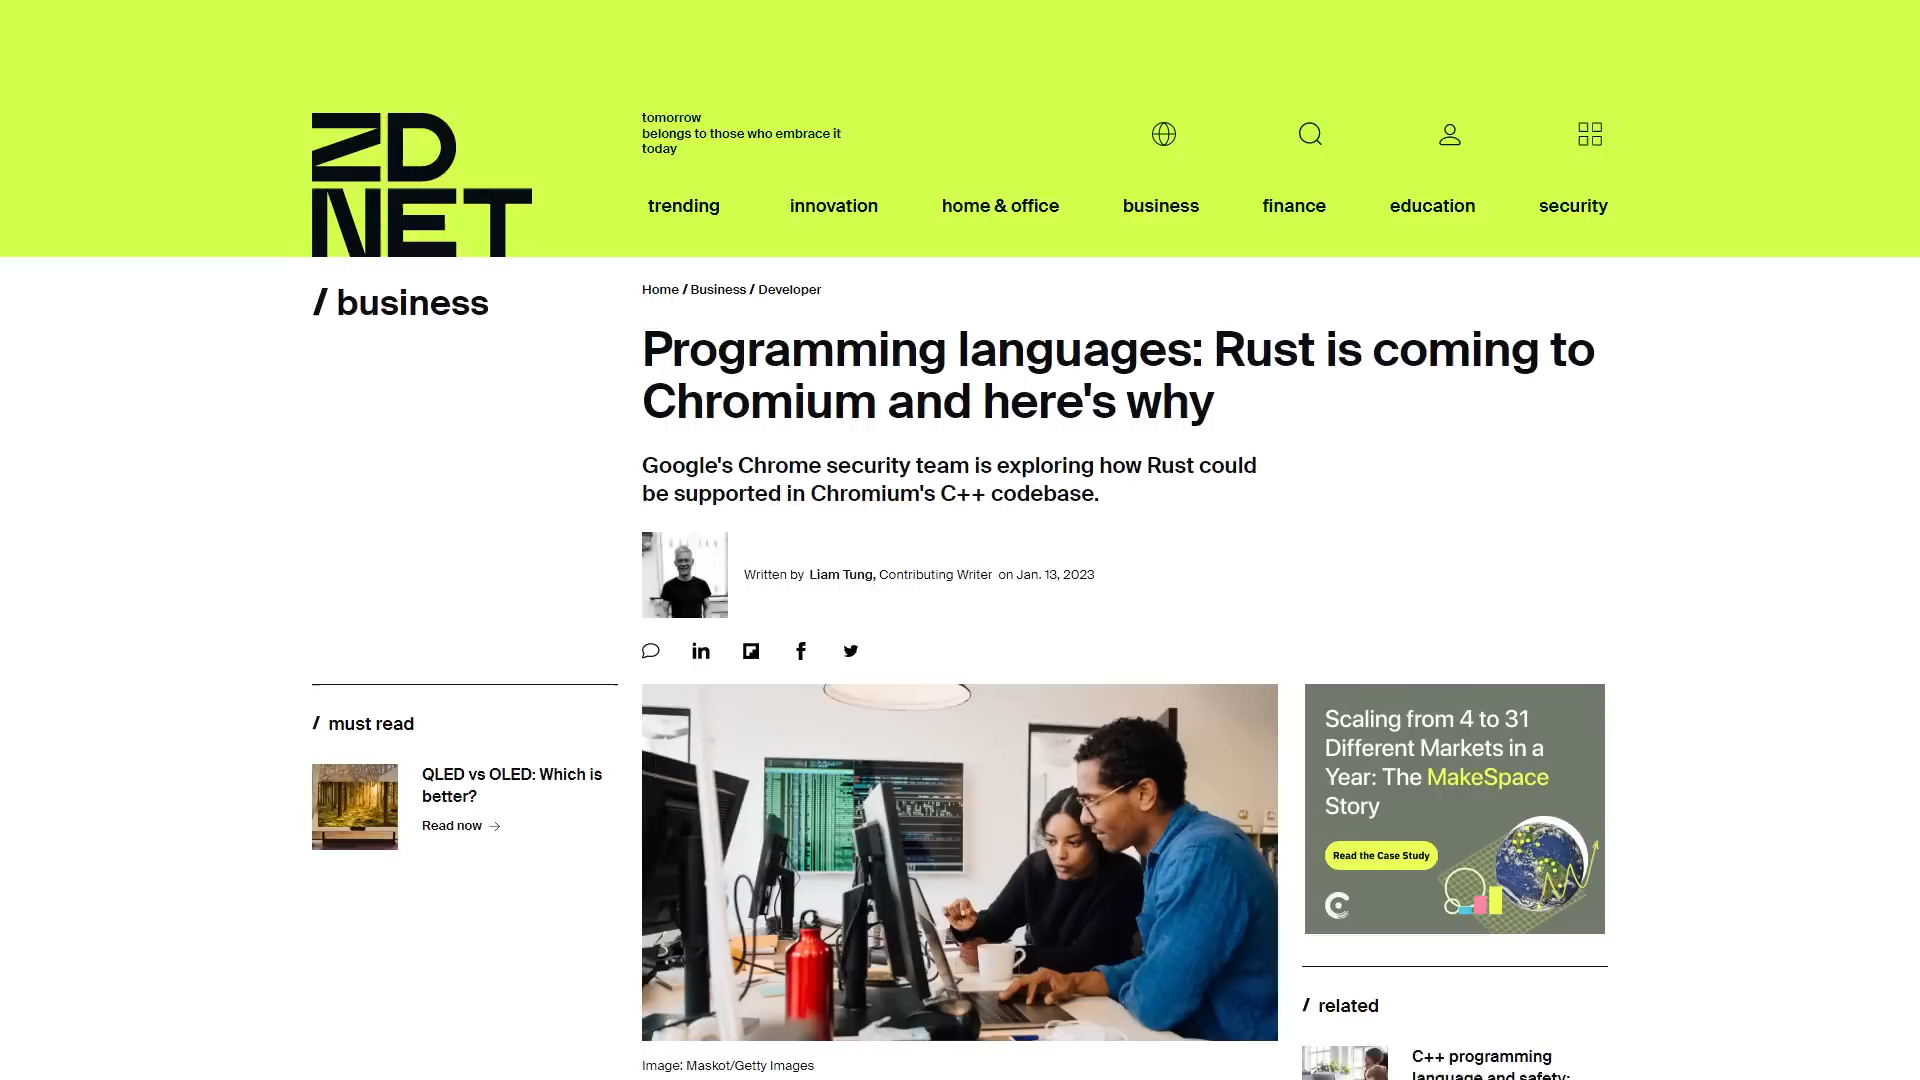 ZD
NET
tomorrow
belongs to those who embrace it
today
trending
innovation
home & office
business
finance
education
security
/ business
Home / Business / Developer
Programming languages: Rust is coming to
Chromium and here's why
Google's Chrome security team is exploring how Rust could
be supported in Chromium's C++ codebase.
Written by Liam Tung, Contributing Writer on Jan. 13, 2023
in
f
/ must read
QLED vs OLED: Which is
better?
Read now
Image: Maskot/Getty Images
Scaling from 4 to 31
Different Markets in a
Year: The MakeSpace
Story
Read the Case Study
/ related
C++ programming
language and safety: